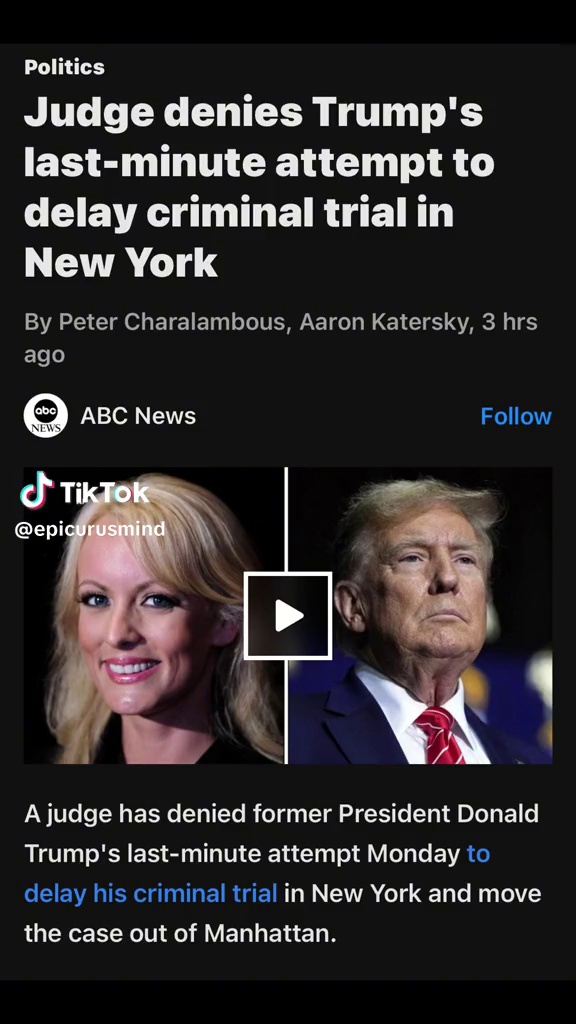 Politics
Judge denies Trump's
last-minute attempt to
delay criminal trial in
New York
By Peter Charalambous, Aaron Katersky, 3 hrs
ago
abc
NEWS
ABC News
Follow
TikTok
@epicurusmind
A judge has denied former President Donald
Trump's last-minute attempt Monday to
delay his criminal trial in New York and move
the case out of Manhattan.